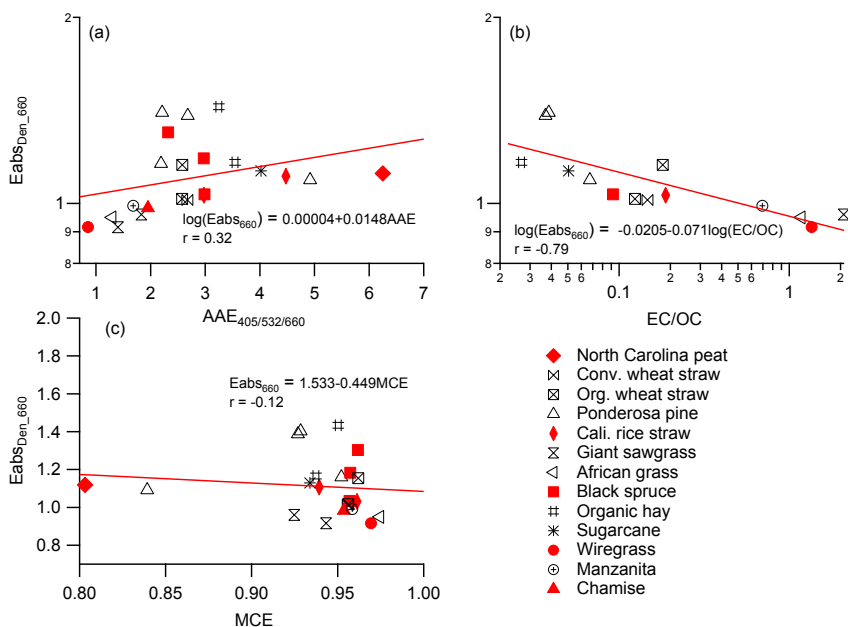 (a)
2
1
9
8
Eabs_Den_660
log(Eabs660) = 0.00004+0.0148AAE
r = 0.32
1 2 3 4 5 6 7
AAE405/532/660
(b)
2
1
9
8
log(Eabs660) = -0.0205-0.071log(EC/OC)
r = -0.79
2 3 4 5 6 0.1 2 3 4 5 6 1 2
EC/OC
(c)
2.0
1.8
1.6
1.4
1.2
1.0
0.8
Eabs_Den_660
Eabs660 = 1.533-0.449MCE
r = -0.12
0.80 0.85 0.90 0.95 1.00
MCE
North Carolina peat
Conv. wheat straw
Org. wheat straw
Ponderosa pine
Cali. rice straw
Giant sawgrass
African grass
Black spruce
Organic hay
Sugarcane
Wiregrass
Manzanita
Chamise